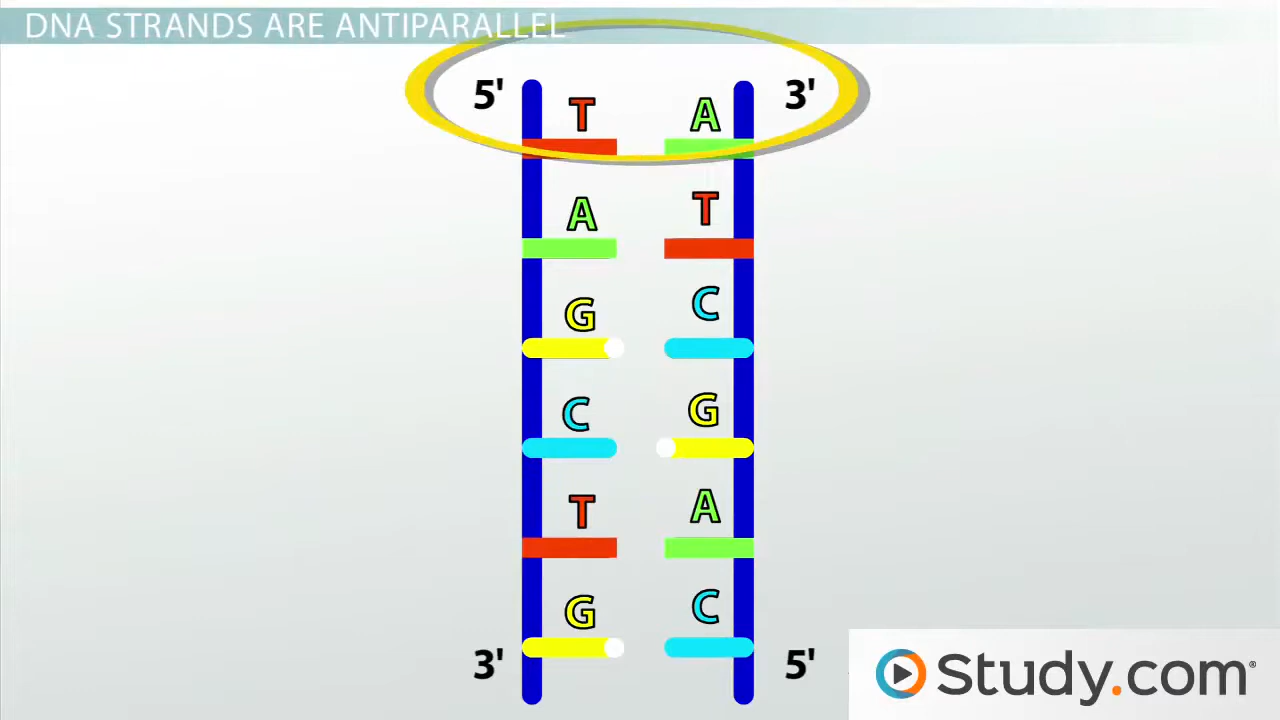 DNA STRANDS ARE ANTIPARALLEL
5' 3'
T A
A T
G C
C G
T A
G C
3' 5'
Study.com®